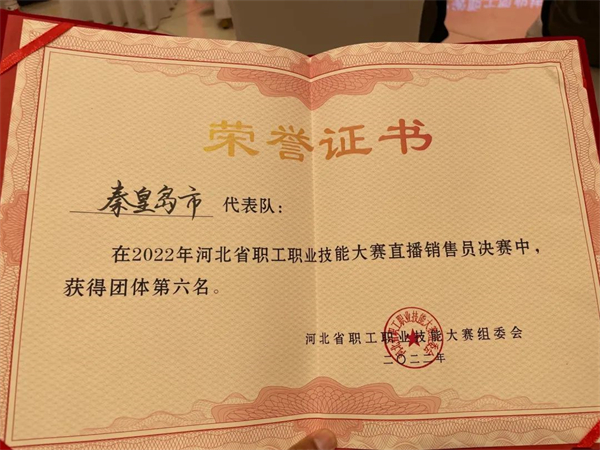 荣誉证书
秦皇岛市 代表队：
在2022年河北省职工职业技能大赛直播销售员决赛中，
获得团体第六名。
河北省职工职业技能大赛组委会
二〇二二年